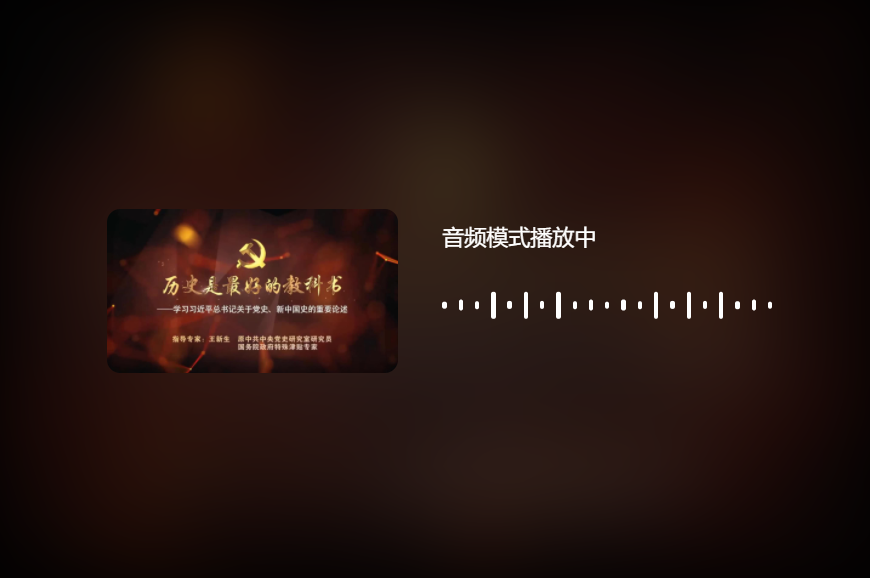 历史是最好的教科书
——学习习近平总书记关于党史、新中国史的重要论述
指导专家：王新生 原中共中央党史研究室研究员
国务院政府特殊津贴专家
音频模式播放中